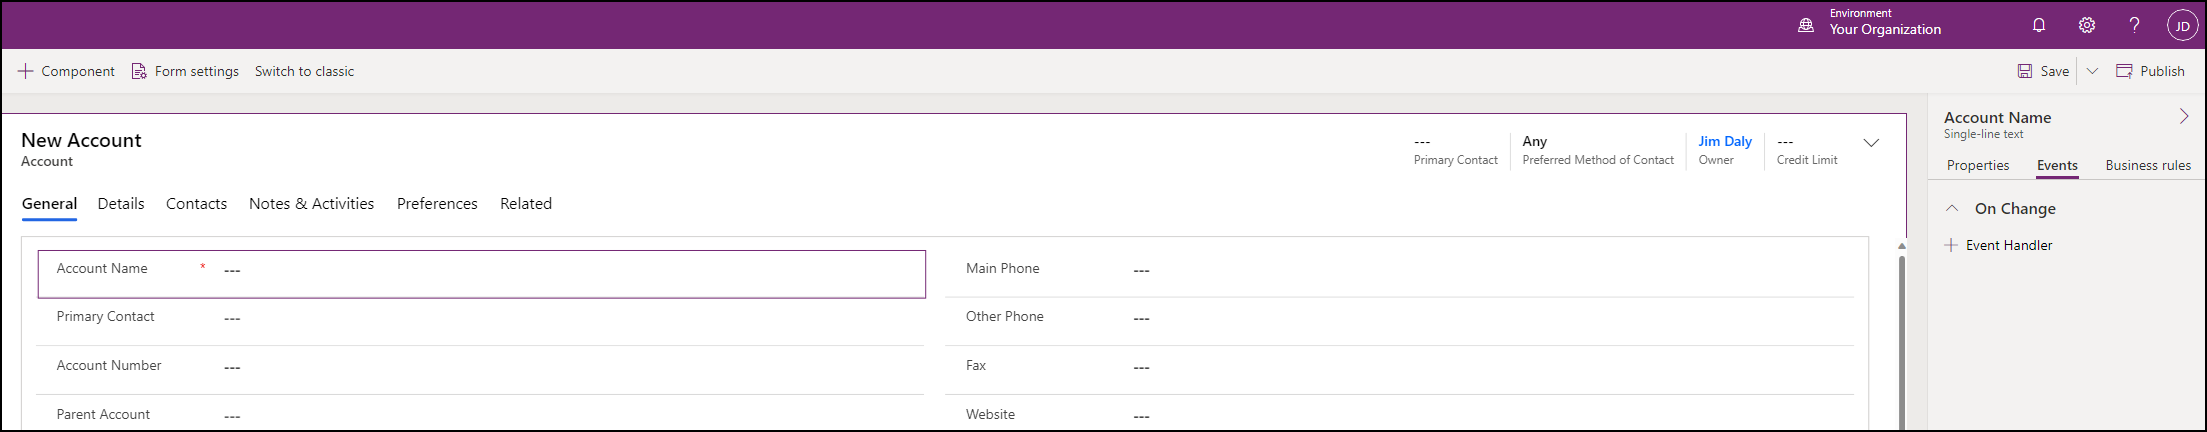 Environment
Your Organization
?
JD
Component
Form settings
Switch to classic
Save
Publish
New Account
Account
---
Primary Contact
Any
Preferred Method of Contact
Jim Daly
Owner
---
Credit Limit
General
Details
Contacts
Notes & Activities
Preferences
Related
Account Name * ---
Primary Contact ---
Account Number ---
Parent Account ---
Main Phone ---
Other Phone ---
Fax ---
Website ---
Account Name
Single-line text
Properties
Events
Business rules
On Change
Event Handler